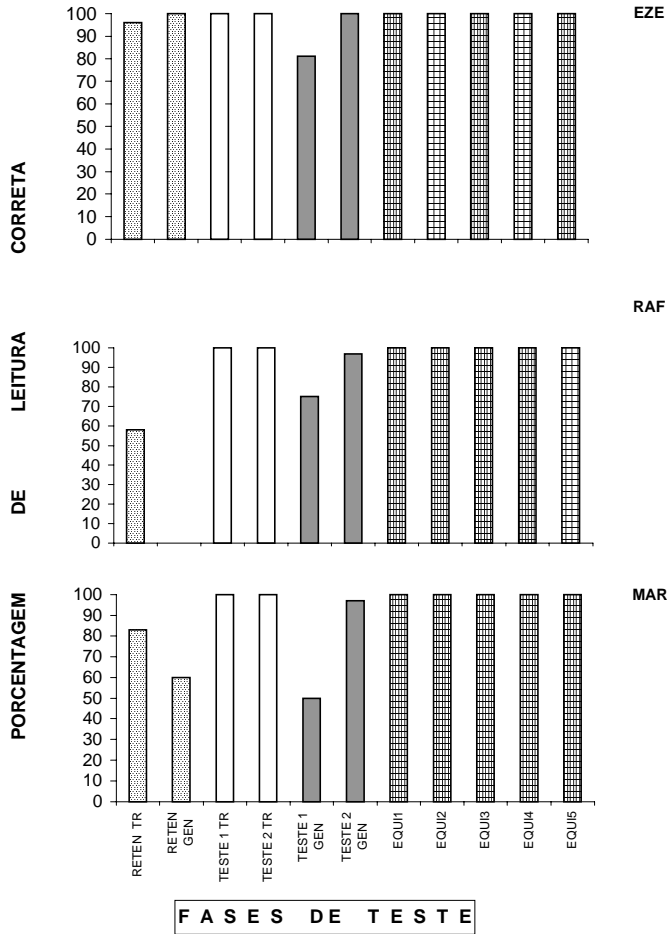 EZE
100
90
80
70
60
50
40
30
20
10
0
RAF
100
90
80
70
60
50
40
30
20
10
0
MAR
100
90
80
70
60
50
40
30
20
10
0
PORCENTAGEM DE LEITURA CORRETA
RETEN TR
RETEN
GEN
TESTE 1 TR
TESTE 2 TR
TESTE 1
GEN
TESTE 2
GEN
EQUI1
EQUI2
EQUI3
EQUI4
EQUI5
FASES DE TESTE